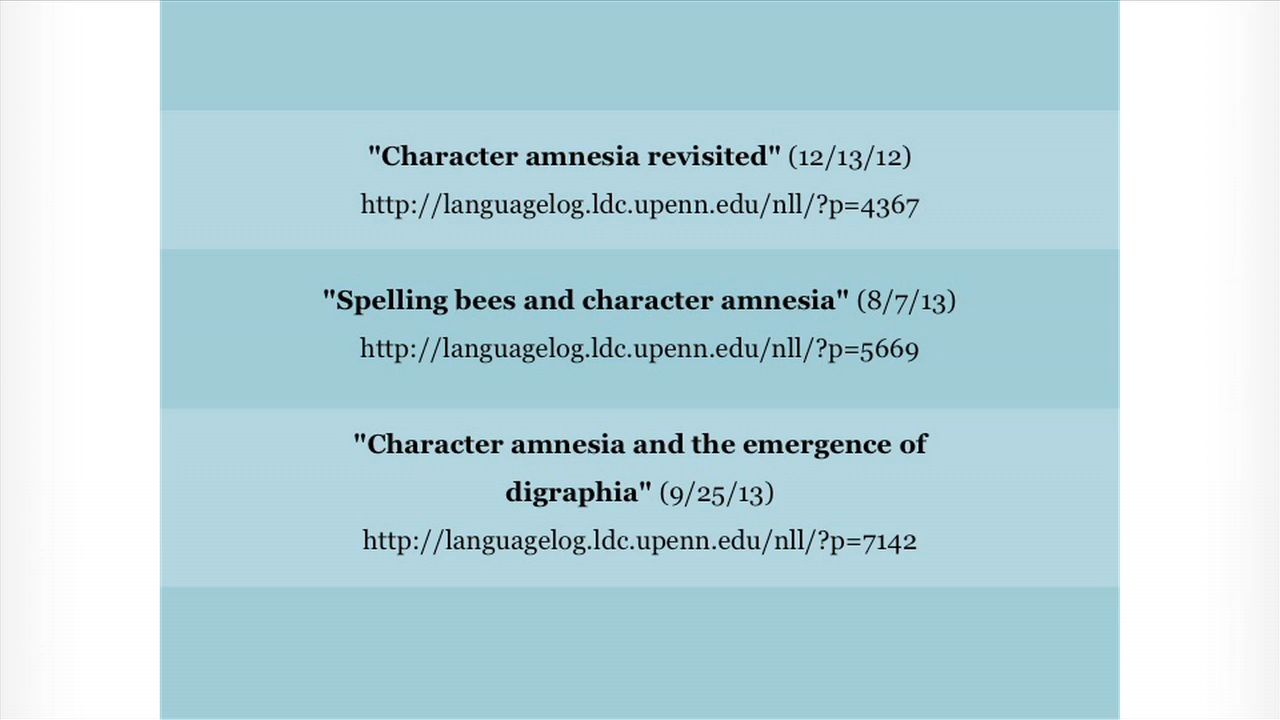 "Character amnesia revisited" (12/13/12)
http://languagelog.ldc.upenn.edu/nll/?p=4367
"Spelling bees and character amnesia" (8/7/13)
http://languagelog.ldc.upenn.edu/nll/?p=5669
"Character amnesia and the emergence of
digraphia" (9/25/13)
http://languagelog.ldc.upenn.edu/nll/?p=7142